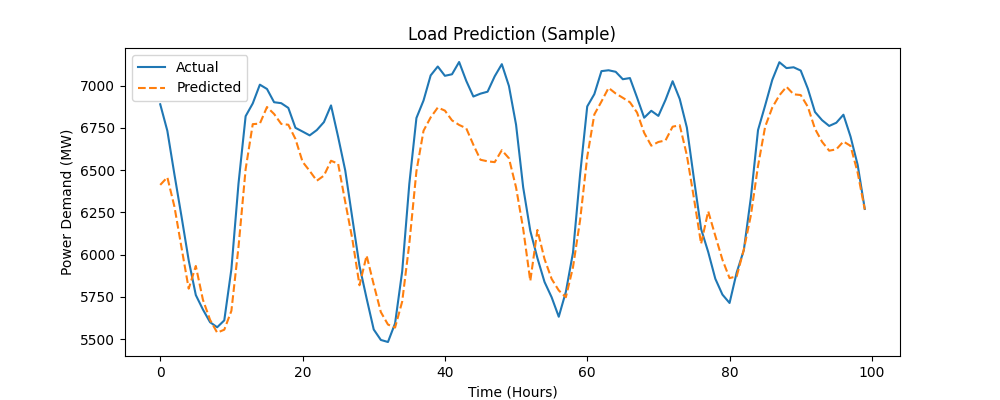 Load Prediction (Sample)
Actual
Predicted
Power Demand (MW)
7000
6750
6500
6250
6000
5750
5500
0 20 40 60 80 100
Time (Hours)